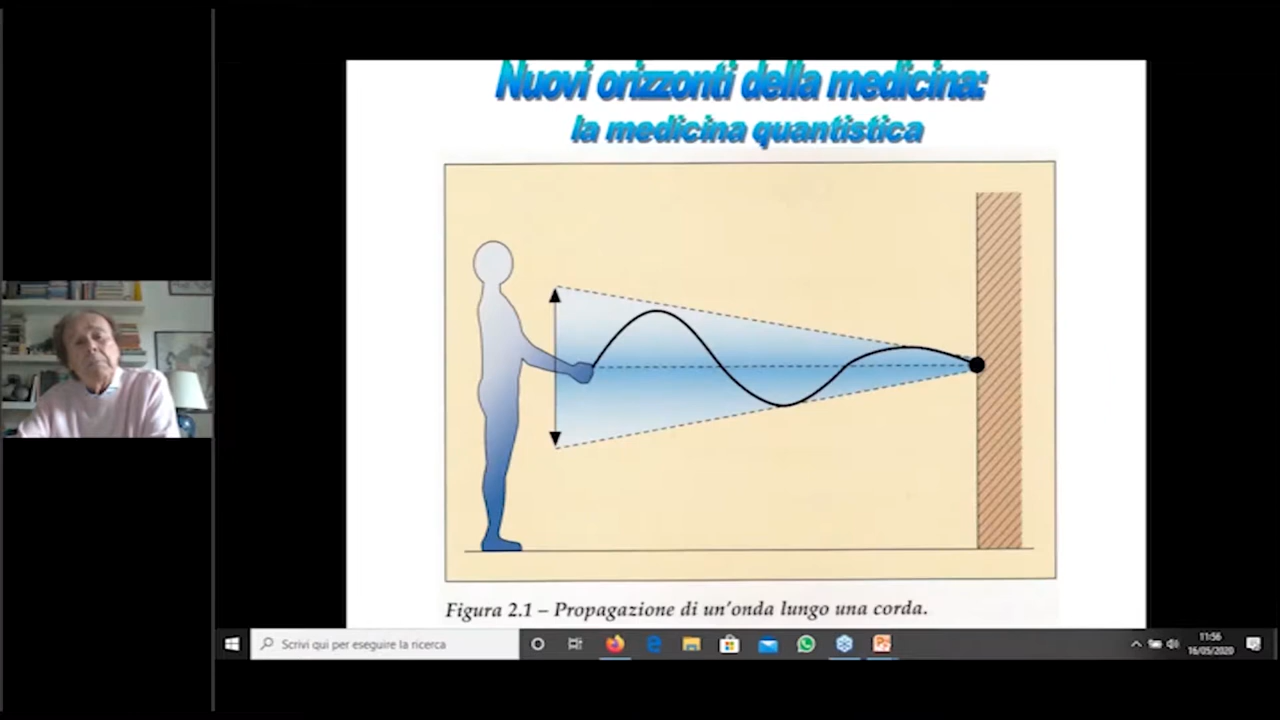 Nuovi orizzonti della medicina:
la medicina quantistica
Figura 2.1 – Propagazione di un'onda lungo una corda.
Scrivi qui per eseguire la ricerca
11:56
16/05/2020